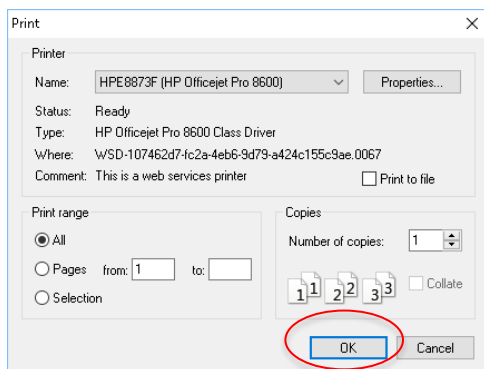 Print
Printer
Name: HPE8873F (HP Officejet Pro 8600) Properties...
Status: Ready
Type: HP Officejet Pro 8600 Class Driver
Where: WSD-107462d7-fc2a-4eb6-9d79-a424c155c9ae.0067
Comment: This is a web services printer Print to file
Print range
All
Pages from: 1 to:
Selection
Copies
Number of copies: 1
1 1 2 2 3 3 Collate
OK Cancel